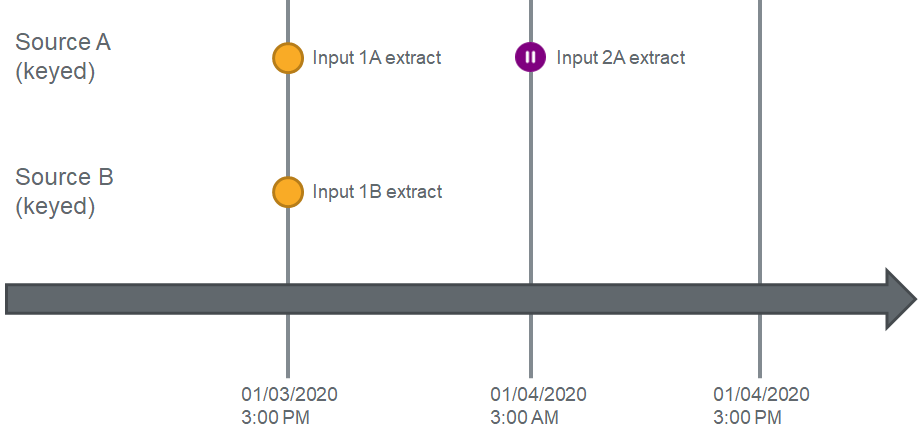 Source A
(keyed)
Input 1A extract
Input 2A extract
Source B
(keyed)
Input 1B extract
01/03/2020
3:00 PM
01/04/2020
3:00 AM
01/04/2020
3:00 PM